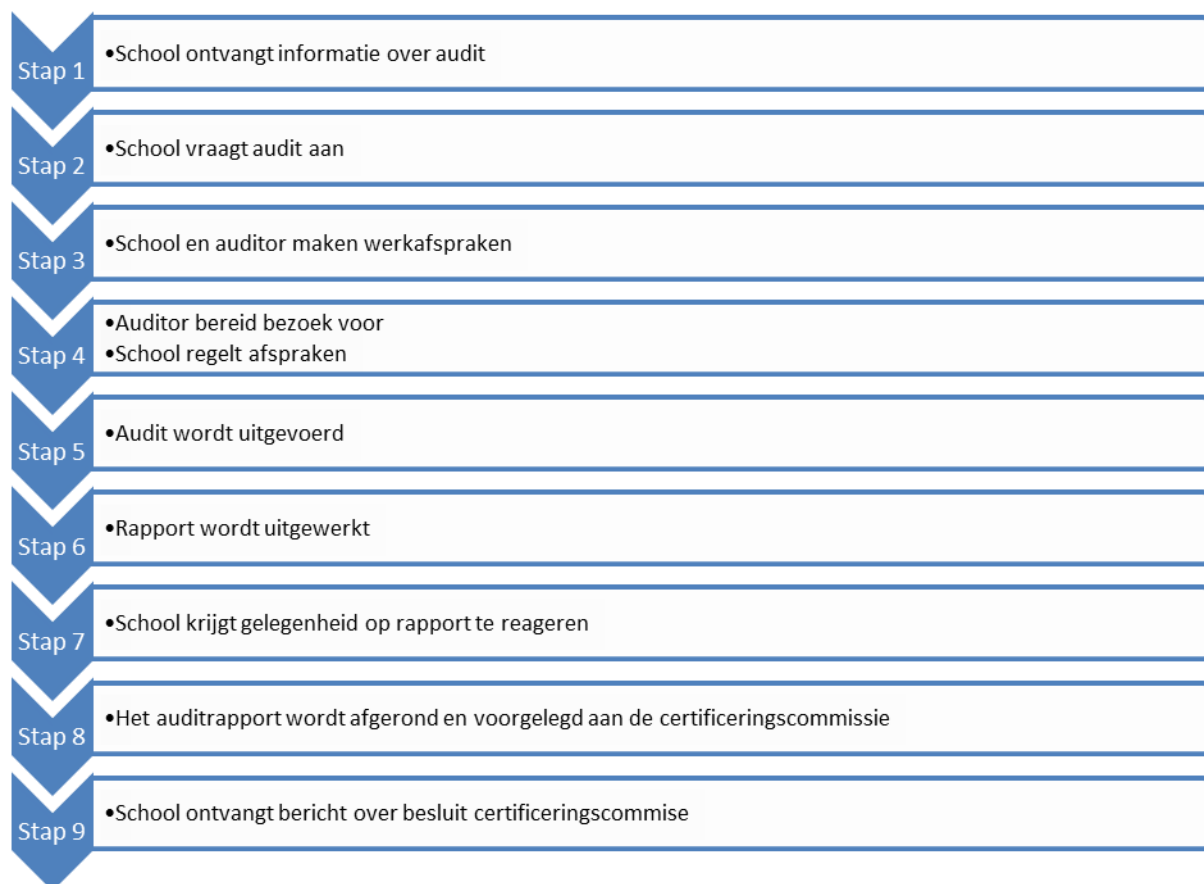 Stap 1
•School ontvangt informatie over audit
Stap 2
•School vraagt audit aan
Stap 3
•School en auditor maken werkafspraken
Stap 4
•Auditor bereid bezoek voor
•School regelt afspraken
Stap 5
•Audit wordt uitgevoerd
Stap 6
•Rapport wordt uitgewerkt
Stap 7
•School krijgt gelegenheid op rapport te reageren
Stap 8
•Het auditrapport wordt afgerond en voorgelegd aan de certificeringscommissie
Stap 9
•School ontvangt bericht over besluit certificeringscommise